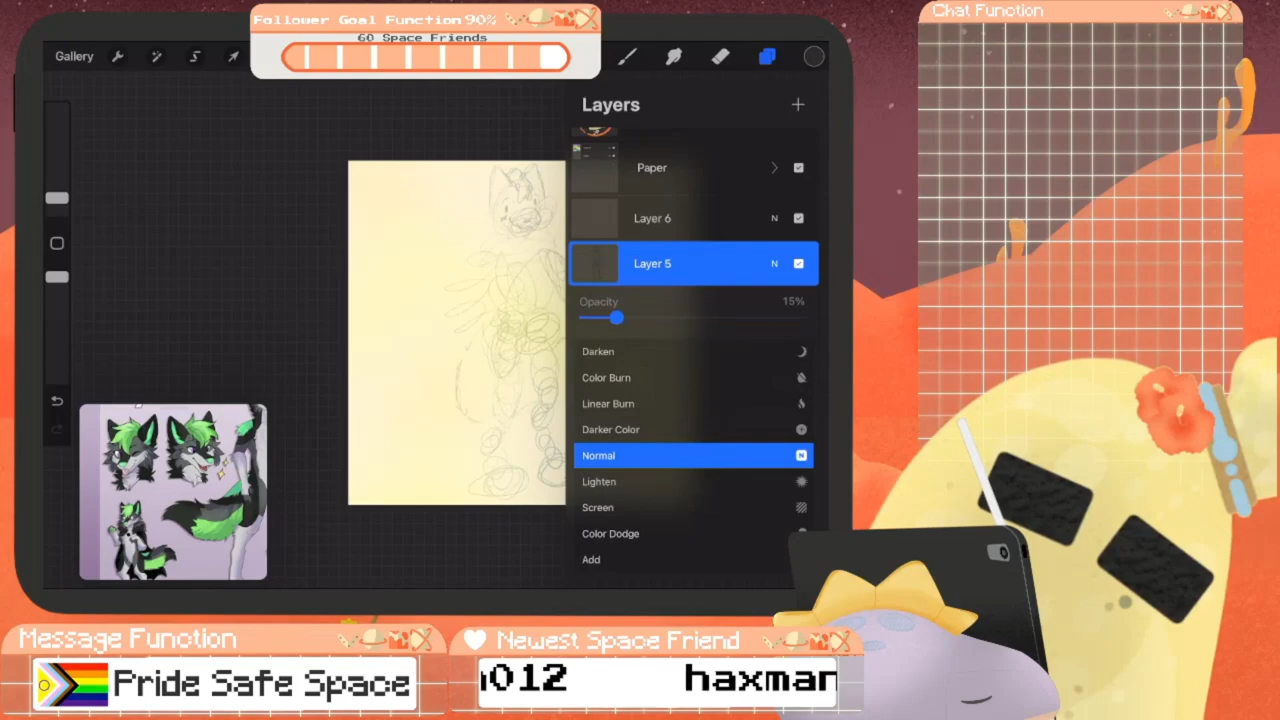 Follower Goal Function 90%
60 Space Friends
Chat Function
Gallery
Layers
Paper
Layer 6
N
Layer 5
N
Opacity
15%
Darken
Color Burn
Linear Burn
Darker Color
Normal
N
Lighten
Screen
Color Dodge
Add
Message Function
Pride Safe Space
Newest Space Friend
012 haxmar